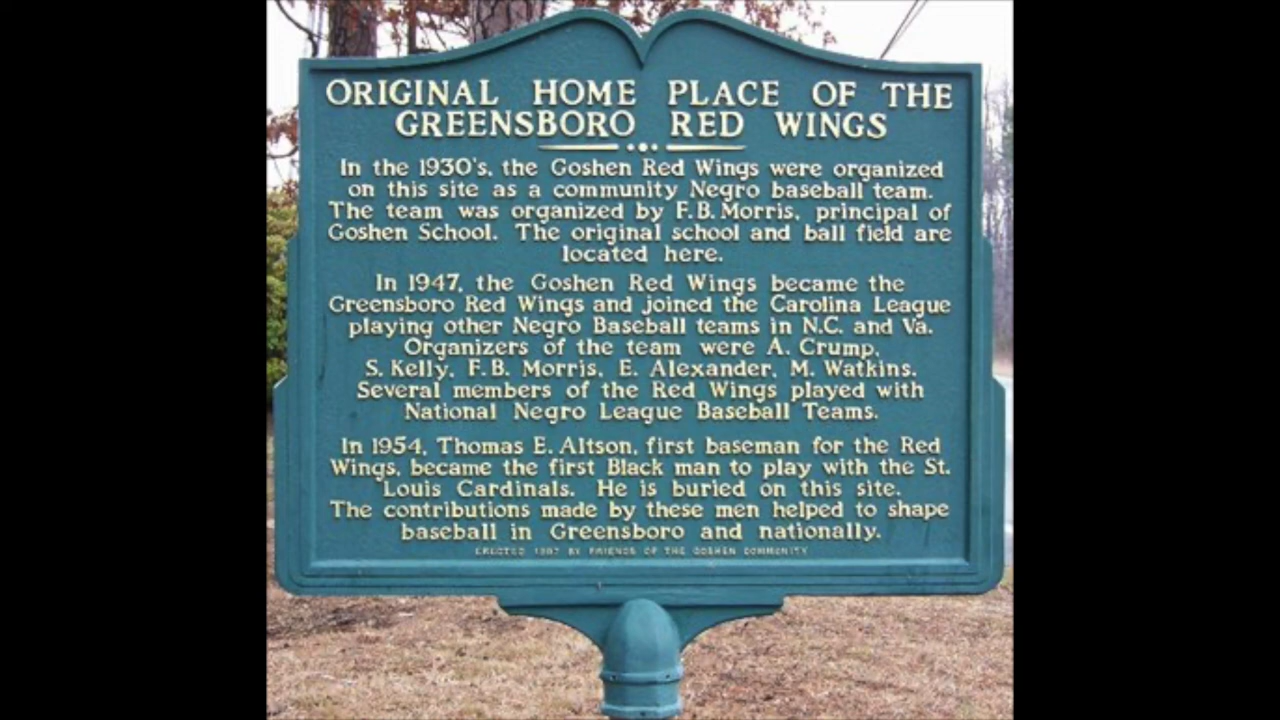 ORIGINAL HOME PLACE OF THE
GREENSBORO RED WINGS
In the 1930's, the Goshen Red Wings were organized
on this site as a community Negro baseball team.
The team was organized by F.B. Morris, principal of
Goshen School. The original school and ball field are
located here.
In 1947, the Goshen Red Wings became the
Greensboro Red Wings and joined the Carolina League
playing other Negro Baseball teams in N.C. and Va.
Organizers of the team were A. Crump,
S. Kelly, F.B. Morris, E. Alexander, M. Watkins.
Several members of the Red Wings played with
National Negro League Baseball Teams.
In 1954, Thomas E. Altson, first baseman for the Red
Wings, became the first Black man to play with the St.
Louis Cardinals. He is buried on this site.
The contributions made by these men helped to shape
baseball in Greensboro and nationally.
ERECTED BY FRIENDS OF THE GOSHEN COMMUNITY